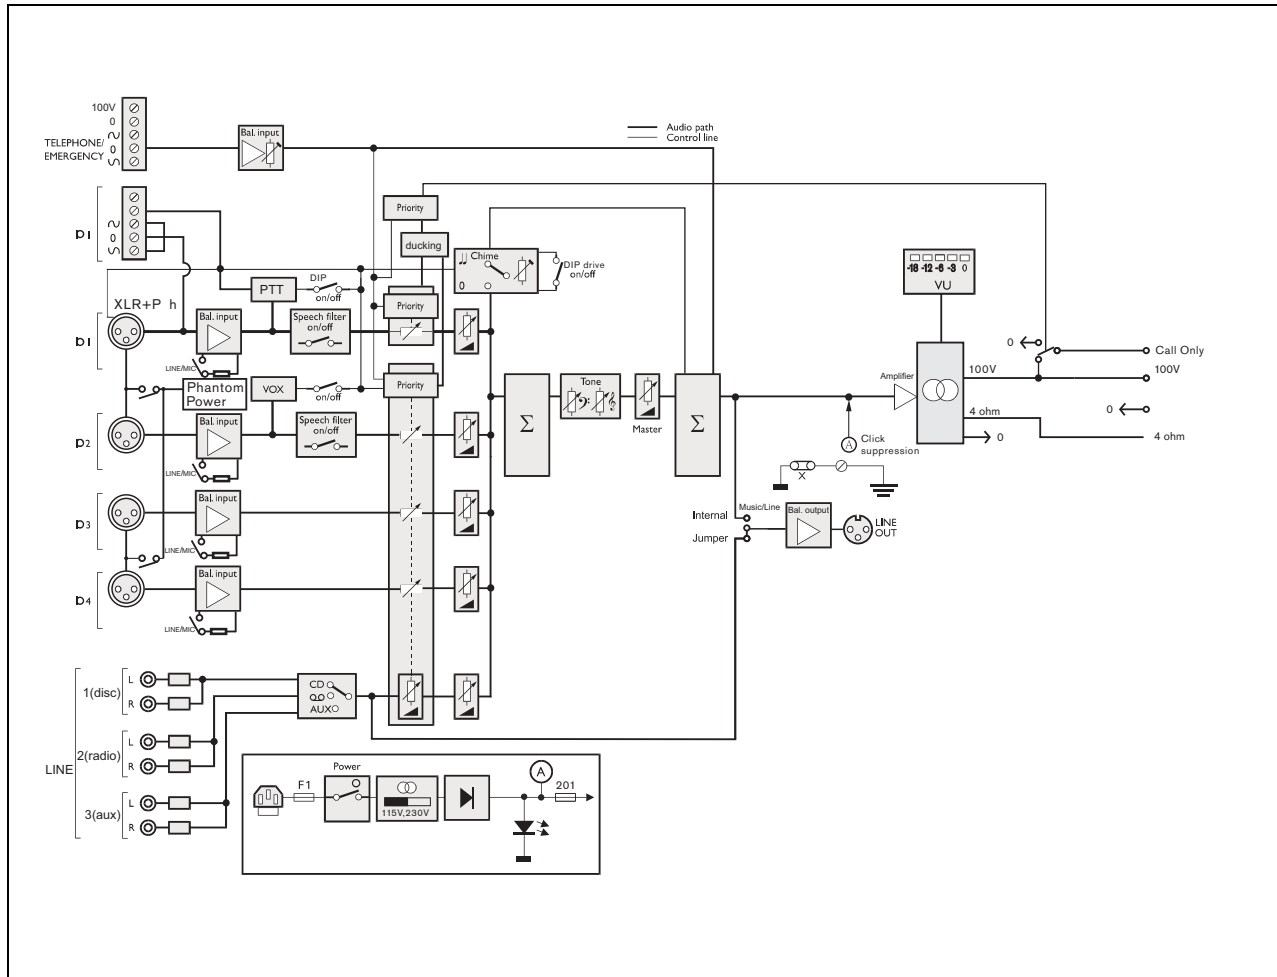 100V
0
TELEPHONE/
0
EMERGENCY
Bal. input
Audio path
Control line
Priority
ducking
0
Chime
0
DIP drive
on/off
-18 -12 -6 -3 0
VU
PTT
DIP
on/off
Priority
XLR+P h
Bal. input
Speech filter
on/off
LINE/MIC
Phantom
Power
VOX
on/off
Priority
Bal. input
Speech filter
on/off
LINE/MIC
Σ
Tone
Master
Σ
Amplifier
0
Call Only
100V
100V
0
4 ohm
0
4 ohm
A
Click
suppression
X
Bal. input
LINE/MIC
Internal
Music/Line
Jumper
Bal. output
LINE
OUT
Bal. input
LINE/MIC
LINE
1(disc)
L
R
CD
AUX
2(radio)
L
R
3(aux)
L
R
F1
Power
115V,230V
A
201